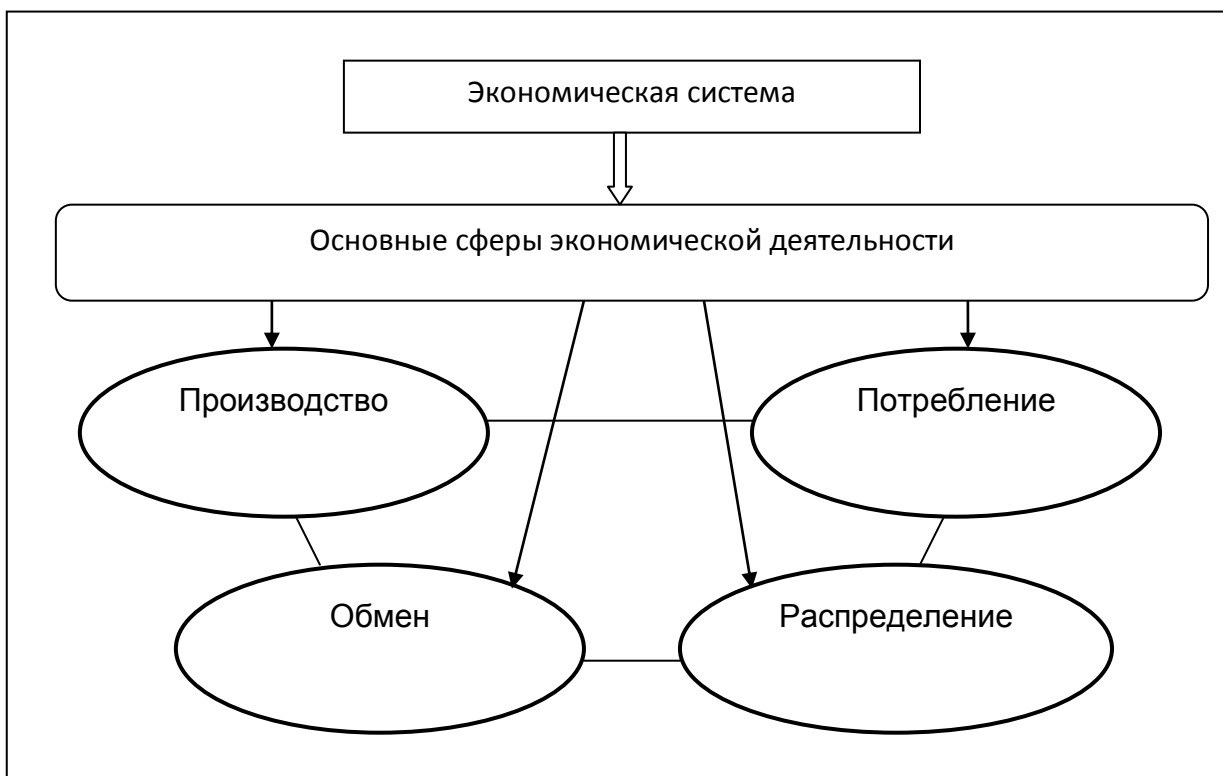 Экономическая система
Основные сферы экономической деятельности
Производство
Потребление
Обмен
Распределение